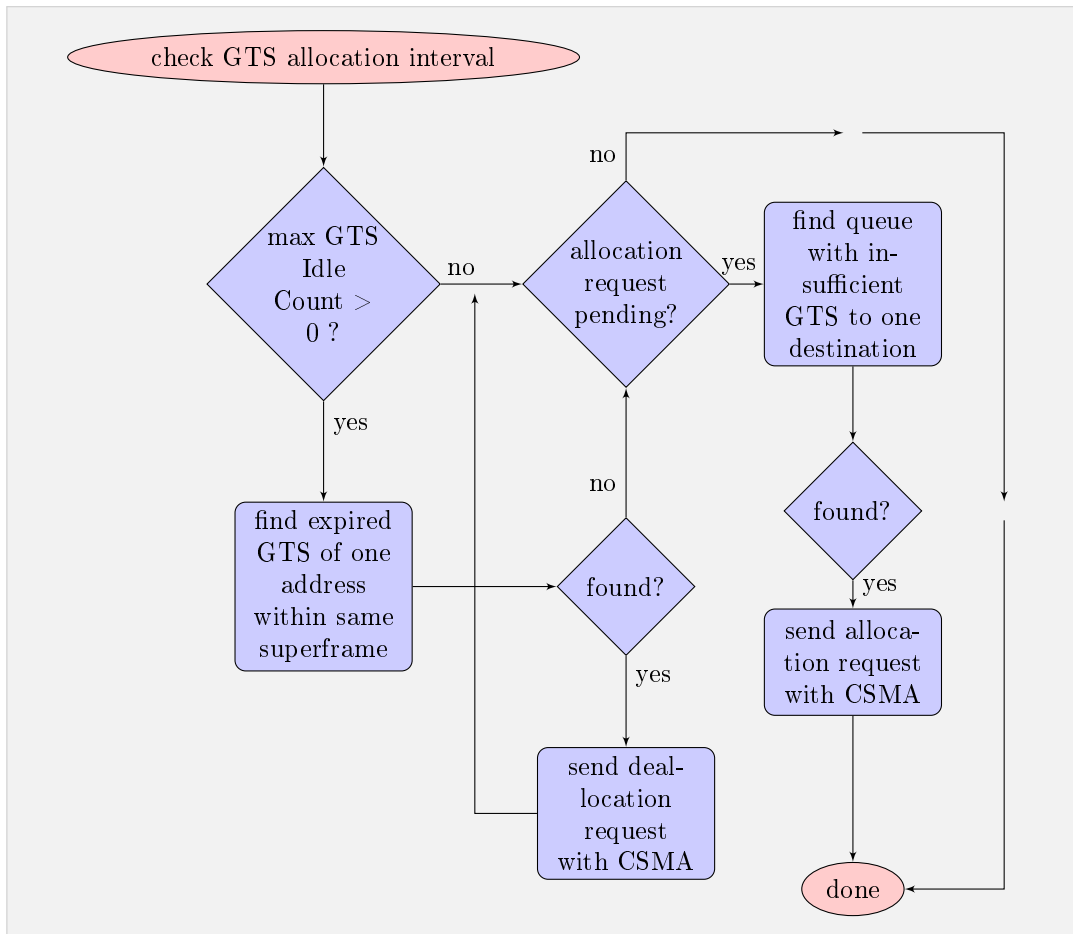 check GTS allocation interval
max GTS
Idle
Count >
0 ?
no
yes
find expired
GTS of one
address
within same
superframe
found?
no
yes
send deal-
location
request
with CSMA
allocation
request
pending?
no
yes
find queue
with in-
sufficient
GTS to one
destination
found?
yes
send alloca-
tion request
with CSMA
done